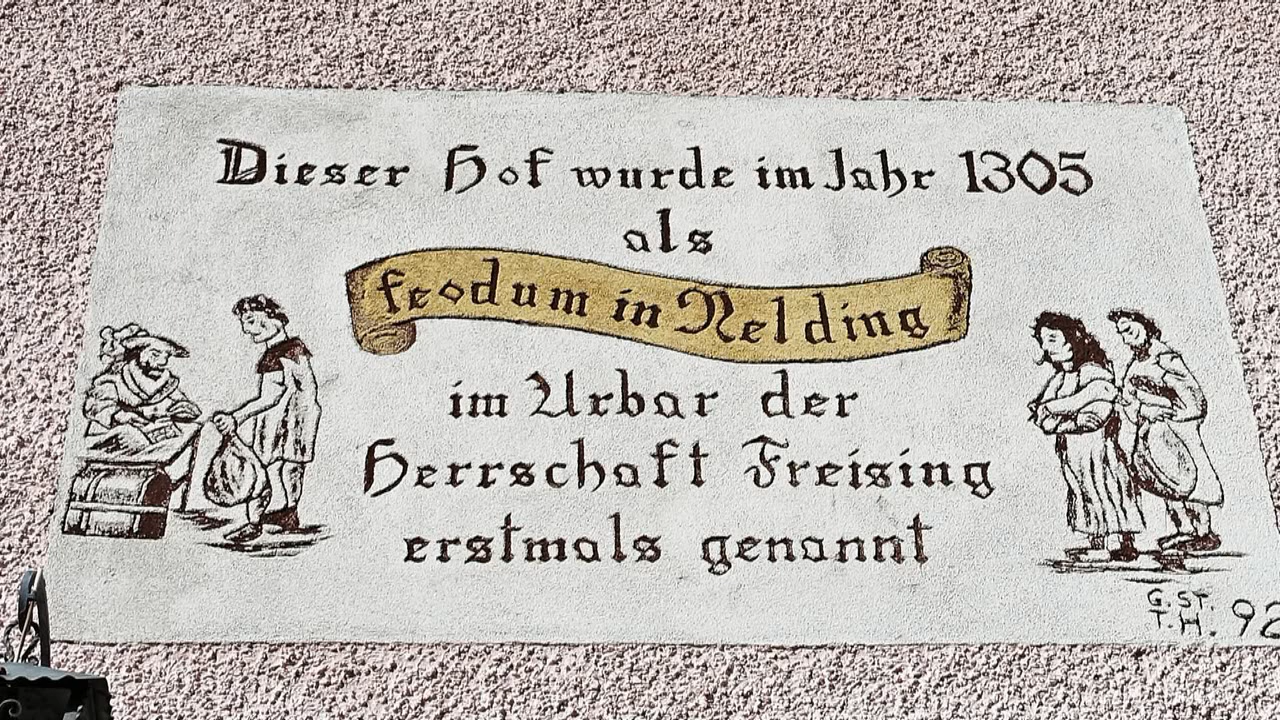 Dieser Hof wurde im Jahr 1305
als
feodum in Nelding
im Urbar der
Herrschaft Freising
erstmals genannt
G. ST.
T. H. 92